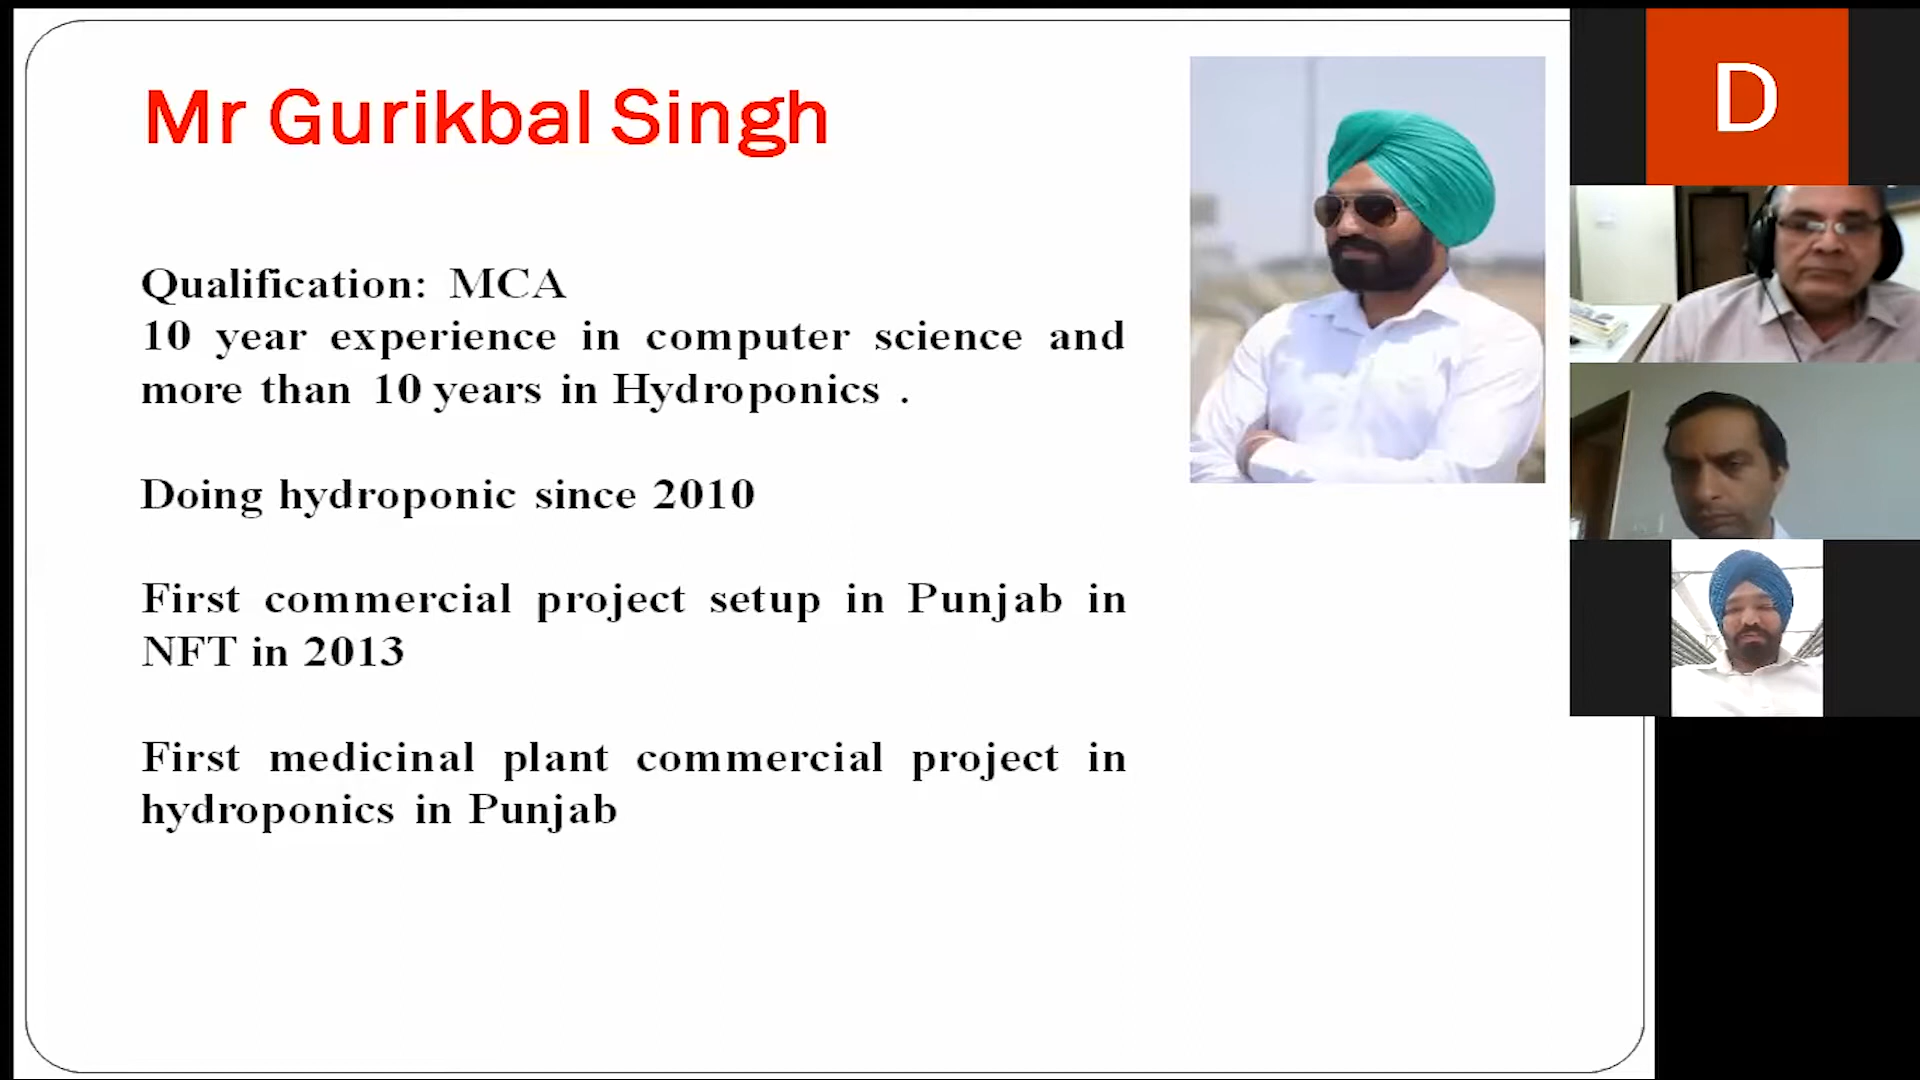 Mr Gurikbal Singh
Qualification: MCA
10 year experience in computer science and
more than 10 years in Hydroponics .
Doing hydroponic since 2010
First commercial project setup in Punjab in
NFT in 2013
First medicinal plant commercial project in
hydroponics in Punjab
D